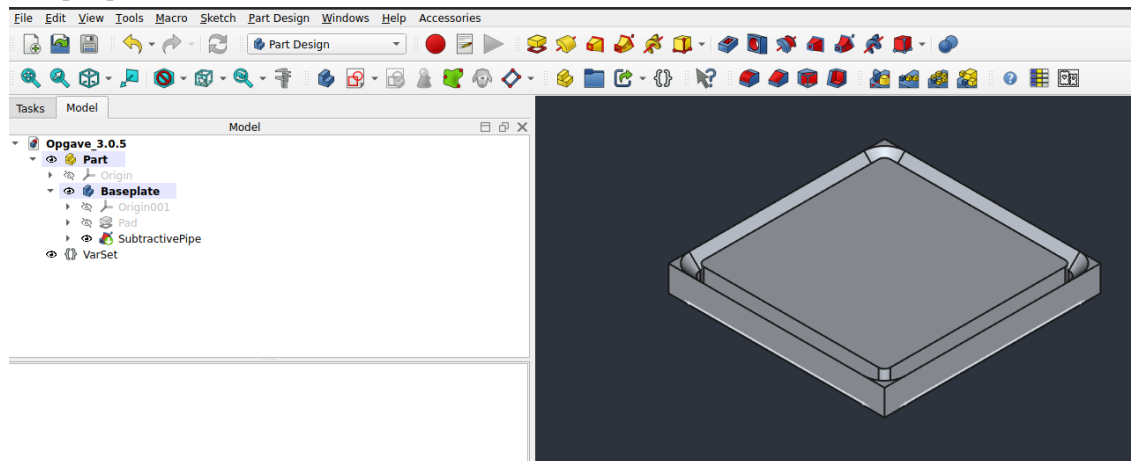 File Edit View Tools Macro Sketch Part Design Windows Help Accessories
Part Design
Tasks Model
Model
Opgave_3.0.5
Part
Origin
Baseplate
Origin001
Pad
SubtractivePipe
VarSet